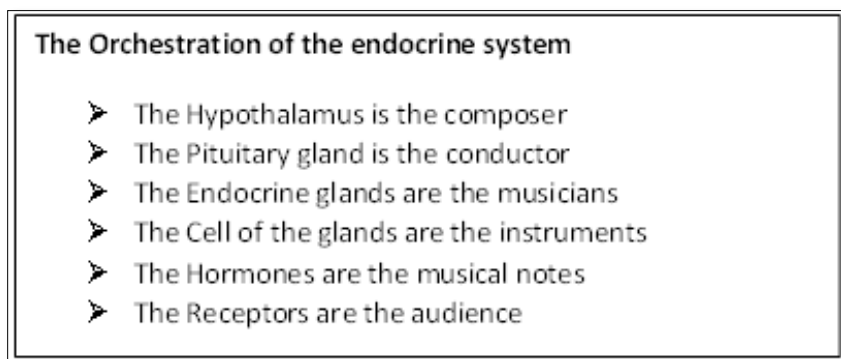 The Orchestration of the endocrine system
➤ The Hypothalamus is the composer
➤ The Pituitary gland is the conductor
➤ The Endocrine glands are the musicians
➤ The Cell of the glands are the instruments
➤ The Hormones are the musical notes
➤ The Receptors are the audience